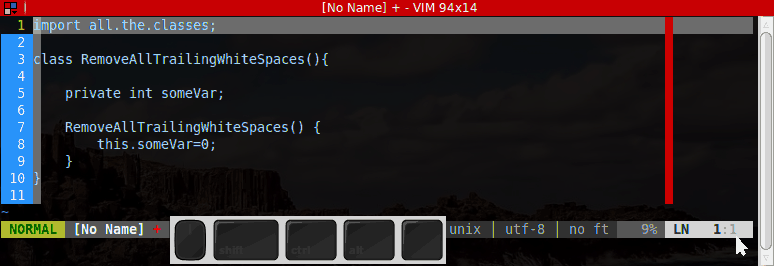 [No Name] + - VIM 94x14
1 import all.the.classes;
2
3 class RemoveAllTrailingWhiteSpaces(){
4
5     private int someVar;
6
7     RemoveAllTrailingWhiteSpaces() {
8         this.someVar=0;
9     }
10 }
11
~
NORMAL [No Name] + unix | utf-8 | no ft 9% LN 1:1
shift ctrl alt